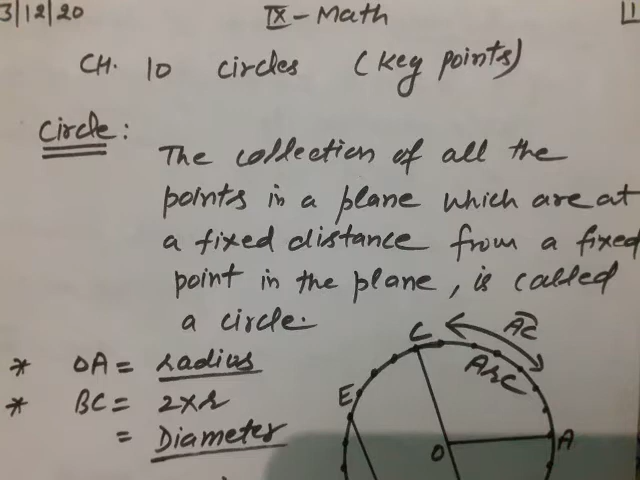 3/12/20 IX - Math
CH. 10 circles (Key points)
Circle:
The collection of all the
points in a plane which are at
a fixed distance from a fixed
point in the plane, is called
a circle.
* OA = radius
* BC = 2×r
= Diameter
C
AC
Arc
E
O
A